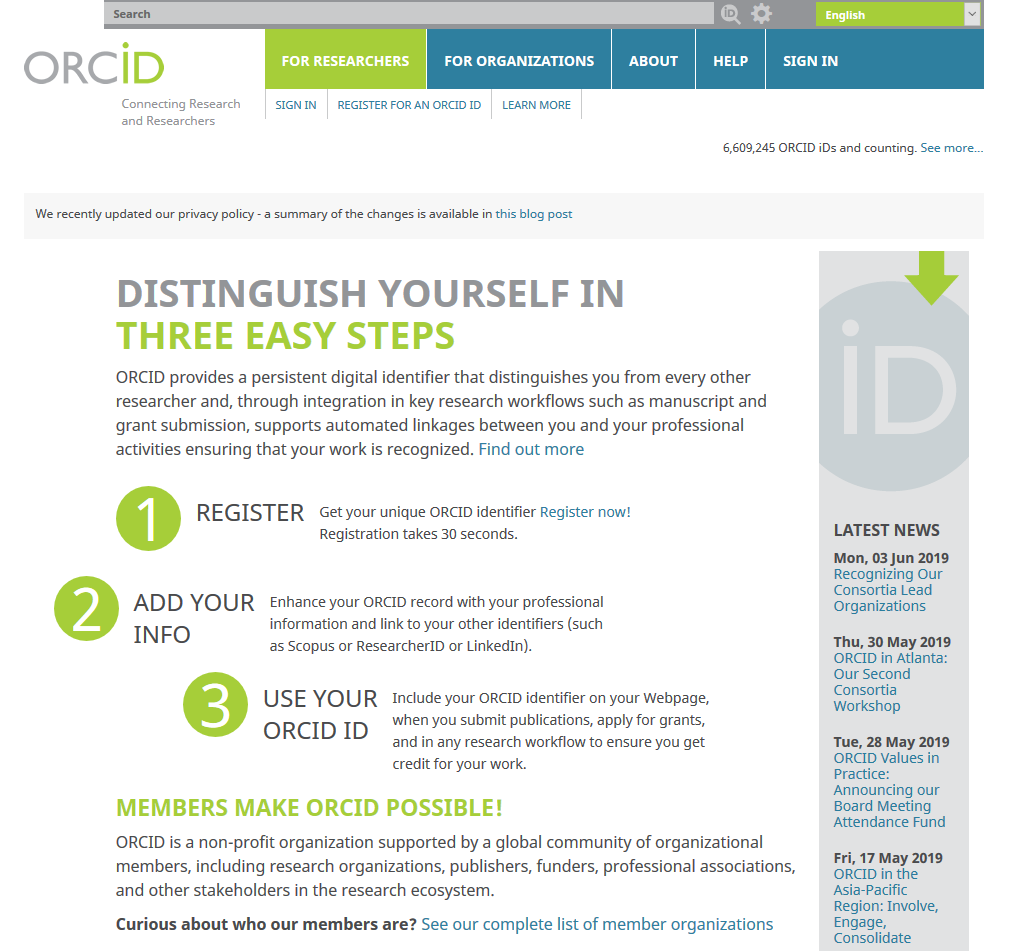 Search
iD
English
ORCiD
Connecting Research
and Researchers
FOR RESEARCHERS
FOR ORGANIZATIONS
ABOUT
HELP
SIGN IN
SIGN IN
REGISTER FOR AN ORCID ID
LEARN MORE
6,609,245 ORCID iDs and counting. See more...
We recently updated our privacy policy - a summary of the changes is available in this blog post
DISTINGUISH YOURSELF IN
THREE EASY STEPS
ORCID provides a persistent digital identifier that distinguishes you from every other
researcher and, through integration in key research workflows such as manuscript and
grant submission, supports automated linkages between you and your professional
activities ensuring that your work is recognized. Find out more
1
REGISTER
Get your unique ORCID identifier Register now!
Registration takes 30 seconds.
2
ADD YOUR
INFO
Enhance your ORCID record with your professional
information and link to your other identifiers (such
as Scopus or ResearcherID or LinkedIn).
3
USE YOUR
ORCID ID
Include your ORCID identifier on your Webpage,
when you submit publications, apply for grants,
and in any research workflow to ensure you get
credit for your work.
MEMBERS MAKE ORCID POSSIBLE!
ORCID is a non-profit organization supported by a global community of organizational
members, including research organizations, publishers, funders, professional associations,
and other stakeholders in the research ecosystem.
Curious about who our members are? See our complete list of member organizations
iD
LATEST NEWS
Mon, 03 Jun 2019
Recognizing Our
Consortia Lead
Organizations
Thu, 30 May 2019
ORCID in Atlanta:
Our Second
Consortia
Workshop
Tue, 28 May 2019
ORCID Values in
Practice:
Announcing our
Board Meeting
Attendance Fund
Fri, 17 May 2019
ORCID in the
Asia-Pacific
Region: Involve,
Engage,
Consolidate